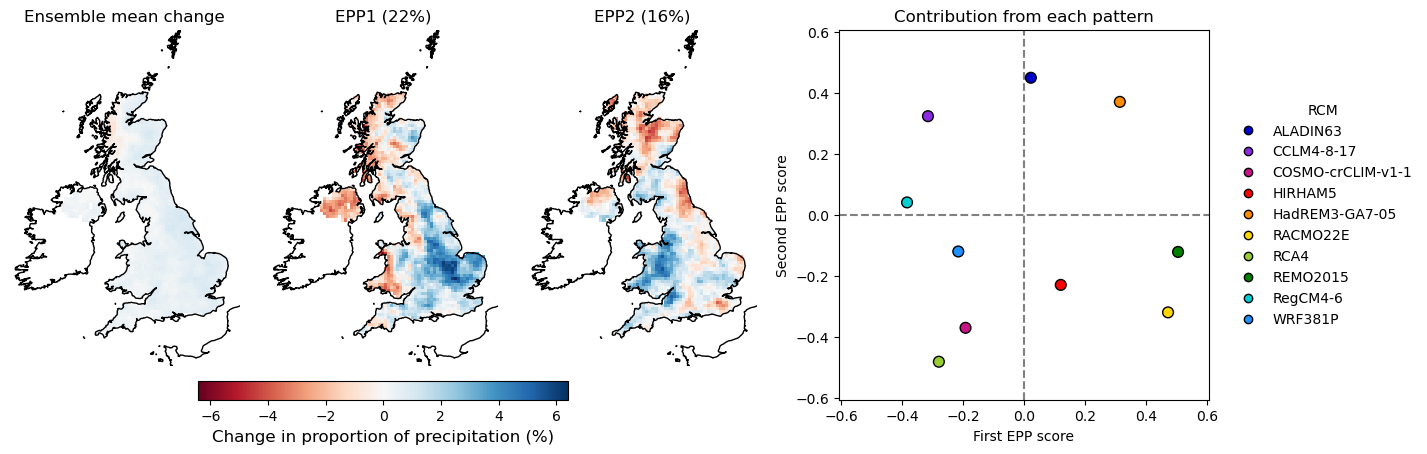 Ensemble mean change
EPP1 (22%)
EPP2 (16%)
−6 −4 −2 0 2 4 6
Change in proportion of precipitation (%)
Contribution from each pattern
Second EPP score
0.6
0.4
0.2
0.0
−0.2
−0.4
−0.6
−0.6 −0.4 −0.2 0.0 0.2 0.4 0.6
First EPP score
RCM
ALADIN63
CCLM4-8-17
COSMO-crCLIM-v1-1
HIRHAM5
HadREM3-GA7-05
RACMO22E
RCA4
REMO2015
RegCM4-6
WRF381P